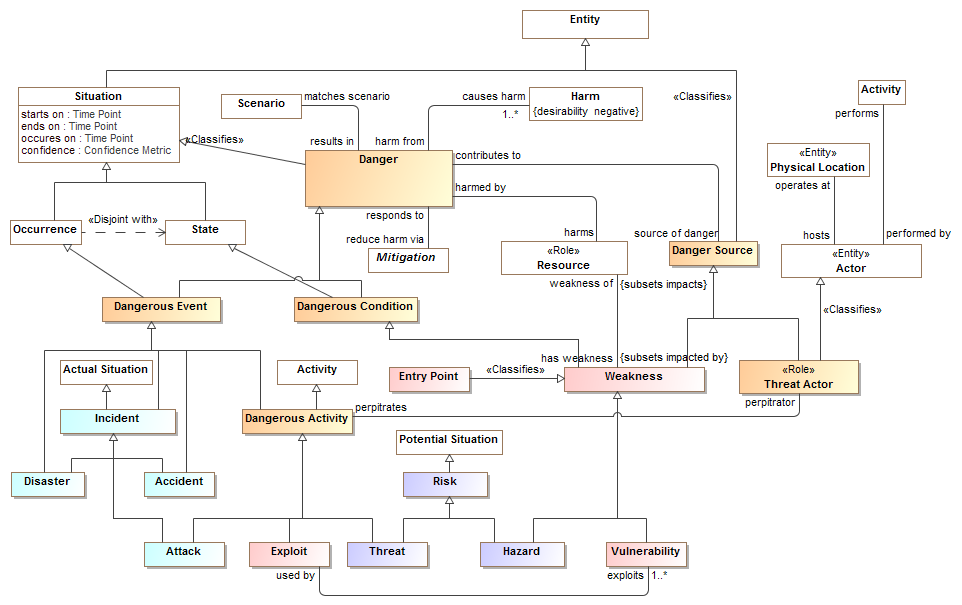 Entity
Situation
starts on : Time Point
ends on : Time Point
occures on : Time Point
confidence : Confidence Metric
Scenario
matches scenario
causes harm
1..*
Harm
{desirability negative}
«Classifies»
Activity
performs
«Classifies»
results in
harm from
Danger
contributes to
harmed by
«Entity»
Physical Location
operates at
Occurrence
«Disjoint with»
State
responds to
reduce harm via
Mitigation
harms
«Role»
Resource
weakness of
{subsets impacts}
source of danger
Danger Source
hosts
performed by
«Entity»
Actor
«Classifies»
Dangerous Event
Dangerous Condition
has weakness
{subsets impacted by}
Actual Situation
Activity
Entry Point
«Classifies»
Weakness
«Role»
Threat Actor
perpitrator
Incident
Dangerous Activity
perpitrates
Potential Situation
Disaster
Accident
Risk
Attack
Exploit
Threat
Hazard
Vulnerability
used by
exploits
1..*